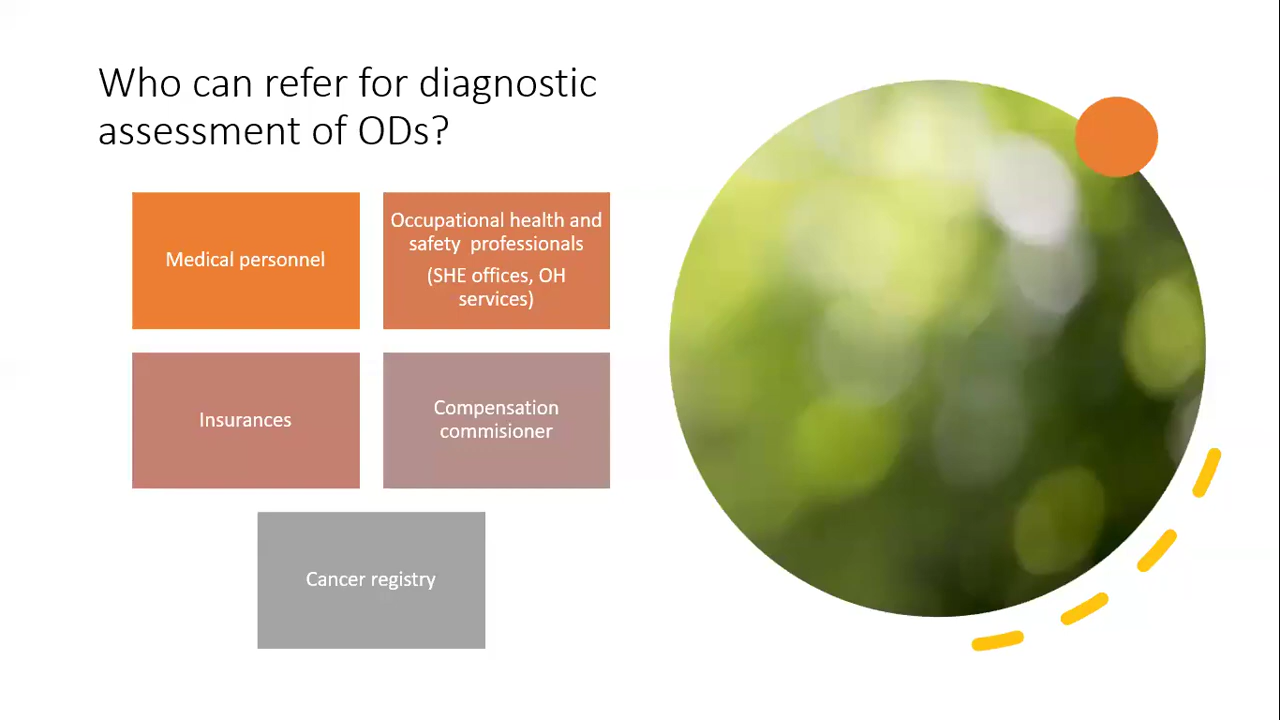 Who can refer for diagnostic
assessment of ODs?
Medical personnel
Occupational health and
safety professionals
(SHE offices, OH
services)
Insurances
Compensation
commisioner
Cancer registry